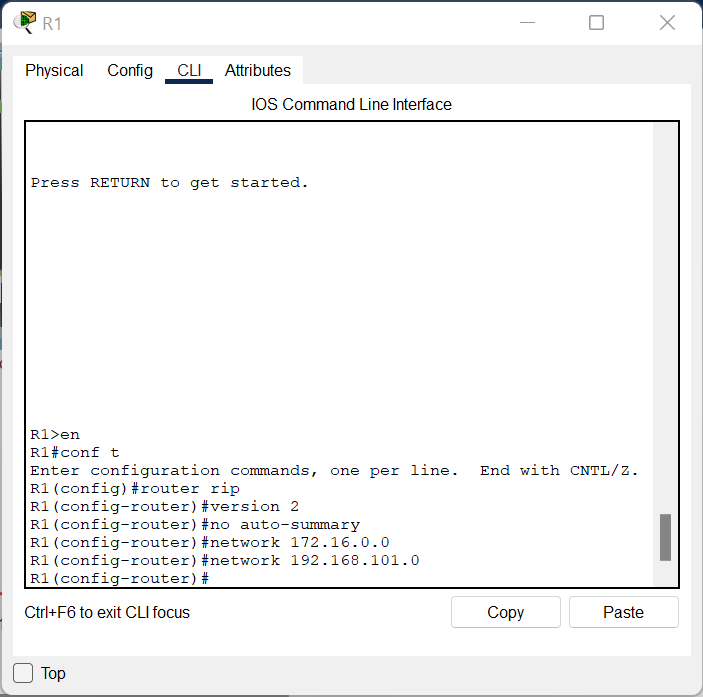 R1
Physical Config CLI Attributes
IOS Command Line Interface
Press RETURN to get started.
R1>en
R1#conf t
Enter configuration commands, one per line.  End with CNTL/Z.
R1(config)#router rip
R1(config-router)#version 2
R1(config-router)#no auto-summary
R1(config-router)#network 172.16.0.0
R1(config-router)#network 192.168.101.0
R1(config-router)#
Ctrl+F6 to exit CLI focus Copy Paste
Top